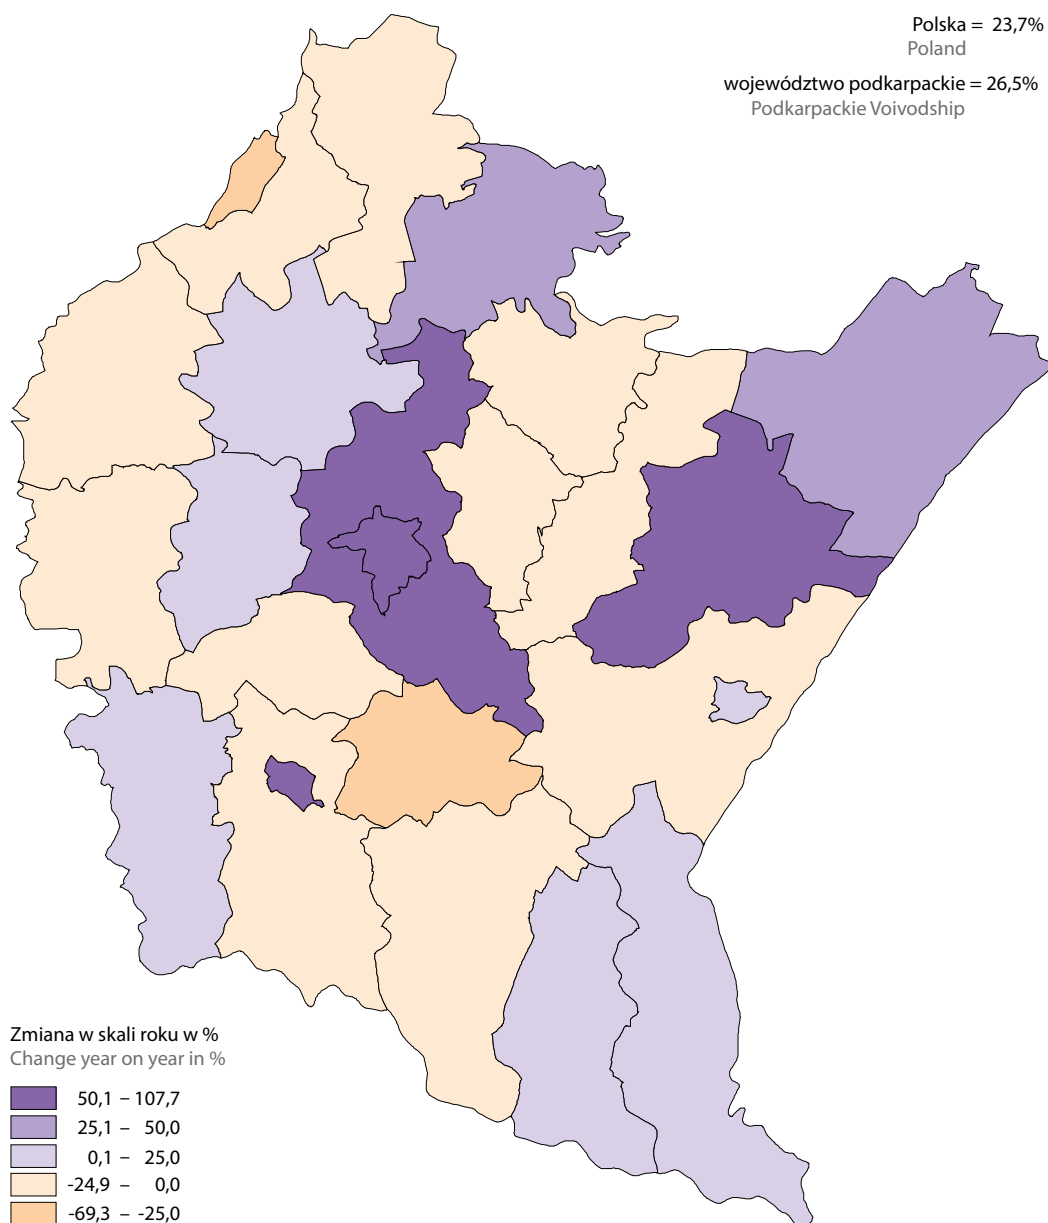 Polska = 23,7%
Poland
województwo podkarpackie = 26,5%
Podkarpackie Voivodship
Zmiana w skali roku w %
Change year on year in %
50,1 – 107,7
25,1 – 50,0
0,1 – 25,0
-24,9 – 0,0
-69,3 – -25,0